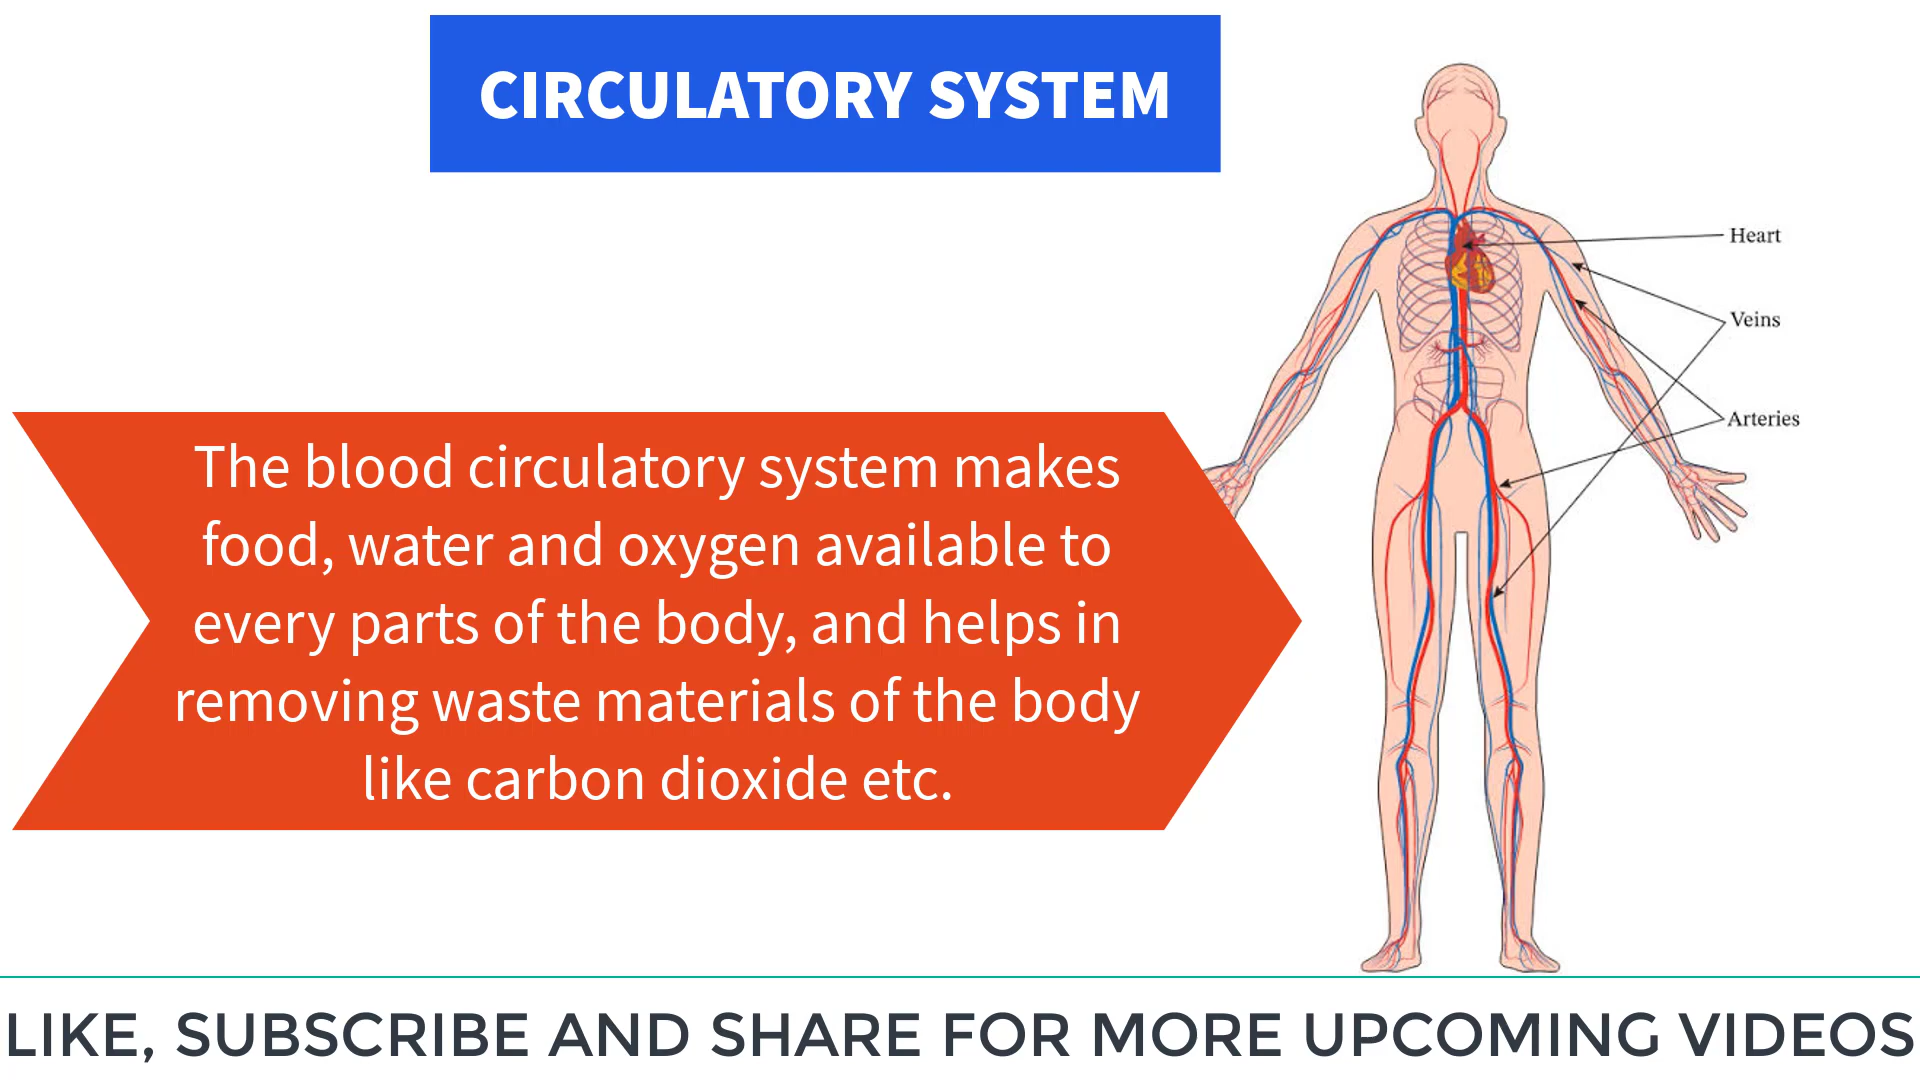 CIRCULATORY SYSTEM
Heart
Veins
Arteries
The blood circulatory system makes
food, water and oxygen available to
every parts of the body, and helps in
removing waste materials of the body
like carbon dioxide etc.
LIKE, SUBSCRIBE AND SHARE FOR MORE UPCOMING VIDEOS